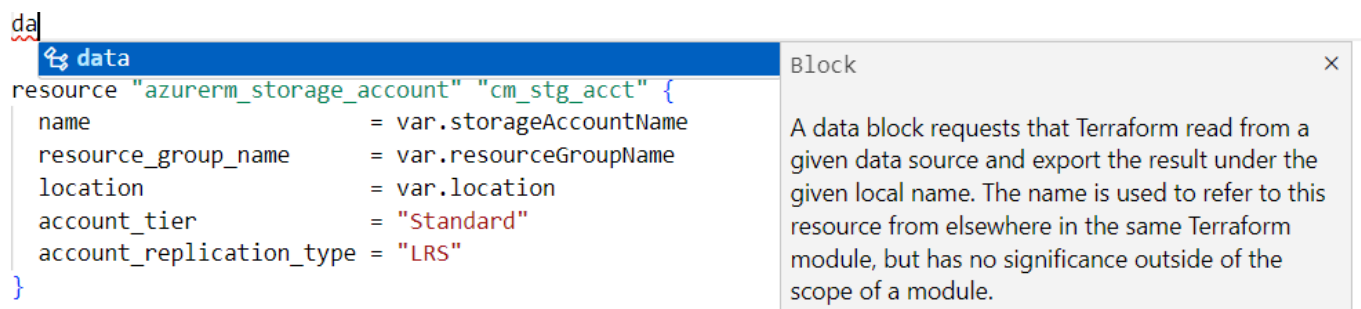 da
data
resource "azurerm_storage_account" "cm_stg_acct" {
name = var.storageAccountName
resource_group_name = var.resourceGroupName
location = var.location
account_tier = "Standard"
account_replication_type = "LRS"
}
Block ×
A data block requests that Terraform read from a
given data source and export the result under the
given local name. The name is used to refer to this
resource from elsewhere in the same Terraform
module, but has no significance outside of the
scope of a module.